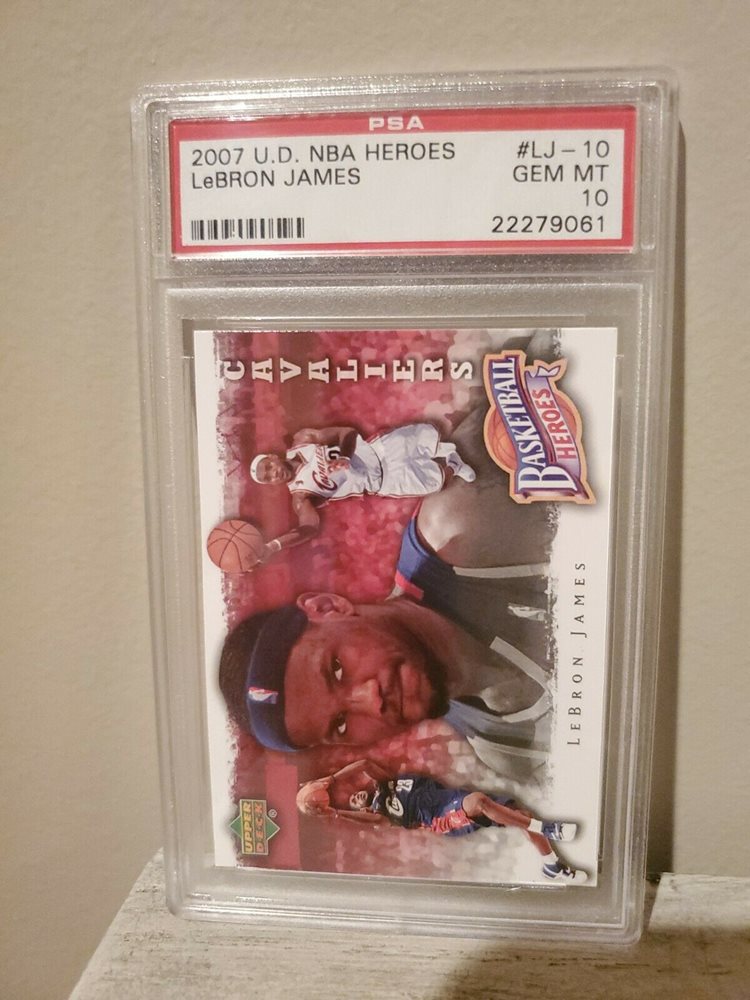 PSA
2007 U.D. NBA HEROES #LJ-10
LeBRON JAMES GEM MT
10
22279061
CAVALIERS
BASKETBALL
HEROES
LEBRON JAMES
UPPER
DECK
®